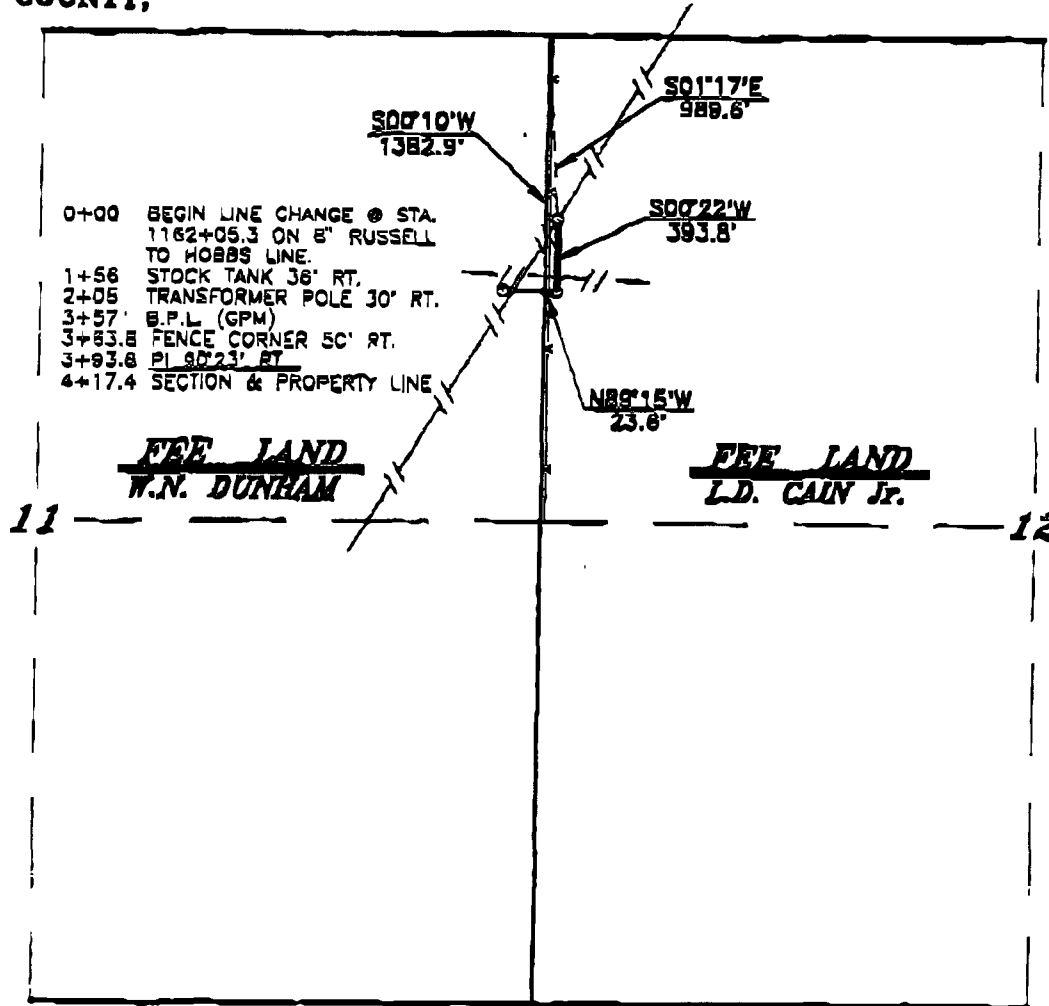 COUNTY,
S01°17'E
989.6'
S00°10'W
1382.9'
S00°22'W
393.8'
0+00 BEGIN LINE CHANGE @ STA.
1162+05.3 ON 8" RUSSELL
TO HOBBS LINE.
1+56 STOCK TANK 36' RT.
2+05 TRANSFORMER POLE 30' RT.
3+57 B.P.L (GPM)
3+63.8 FENCE CORNER 50' RT.
3+93.8 PI 90°23' RT
4+17.4 SECTION & PROPERTY LINE
N89°15'W
23.6'
FEE LAND
W.N. DUNHAM
FEE LAND
L.D. CAIN Jr.
11
12